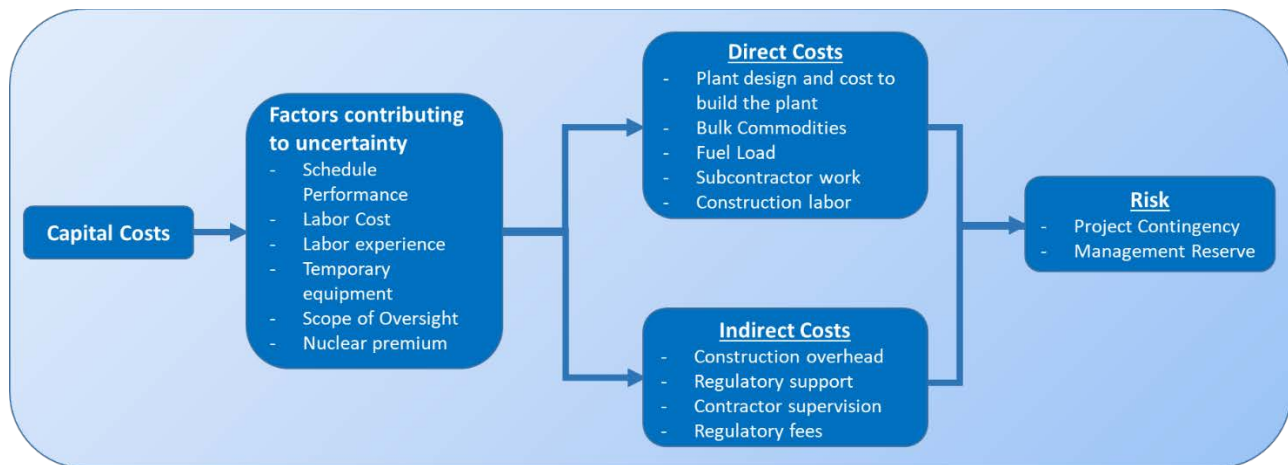 Capital Costs
Factors contributing
to uncertainty
- Schedule
Performance
- Labor Cost
- Labor experience
- Temporary
equipment
- Scope of Oversight
- Nuclear premium
Direct Costs
- Plant design and cost to
build the plant
- Bulk Commodities
- Fuel Load
- Subcontractor work
- Construction labor
Indirect Costs
- Construction overhead
- Regulatory support
- Contractor supervision
- Regulatory fees
Risk
- Project Contingency
- Management Reserve